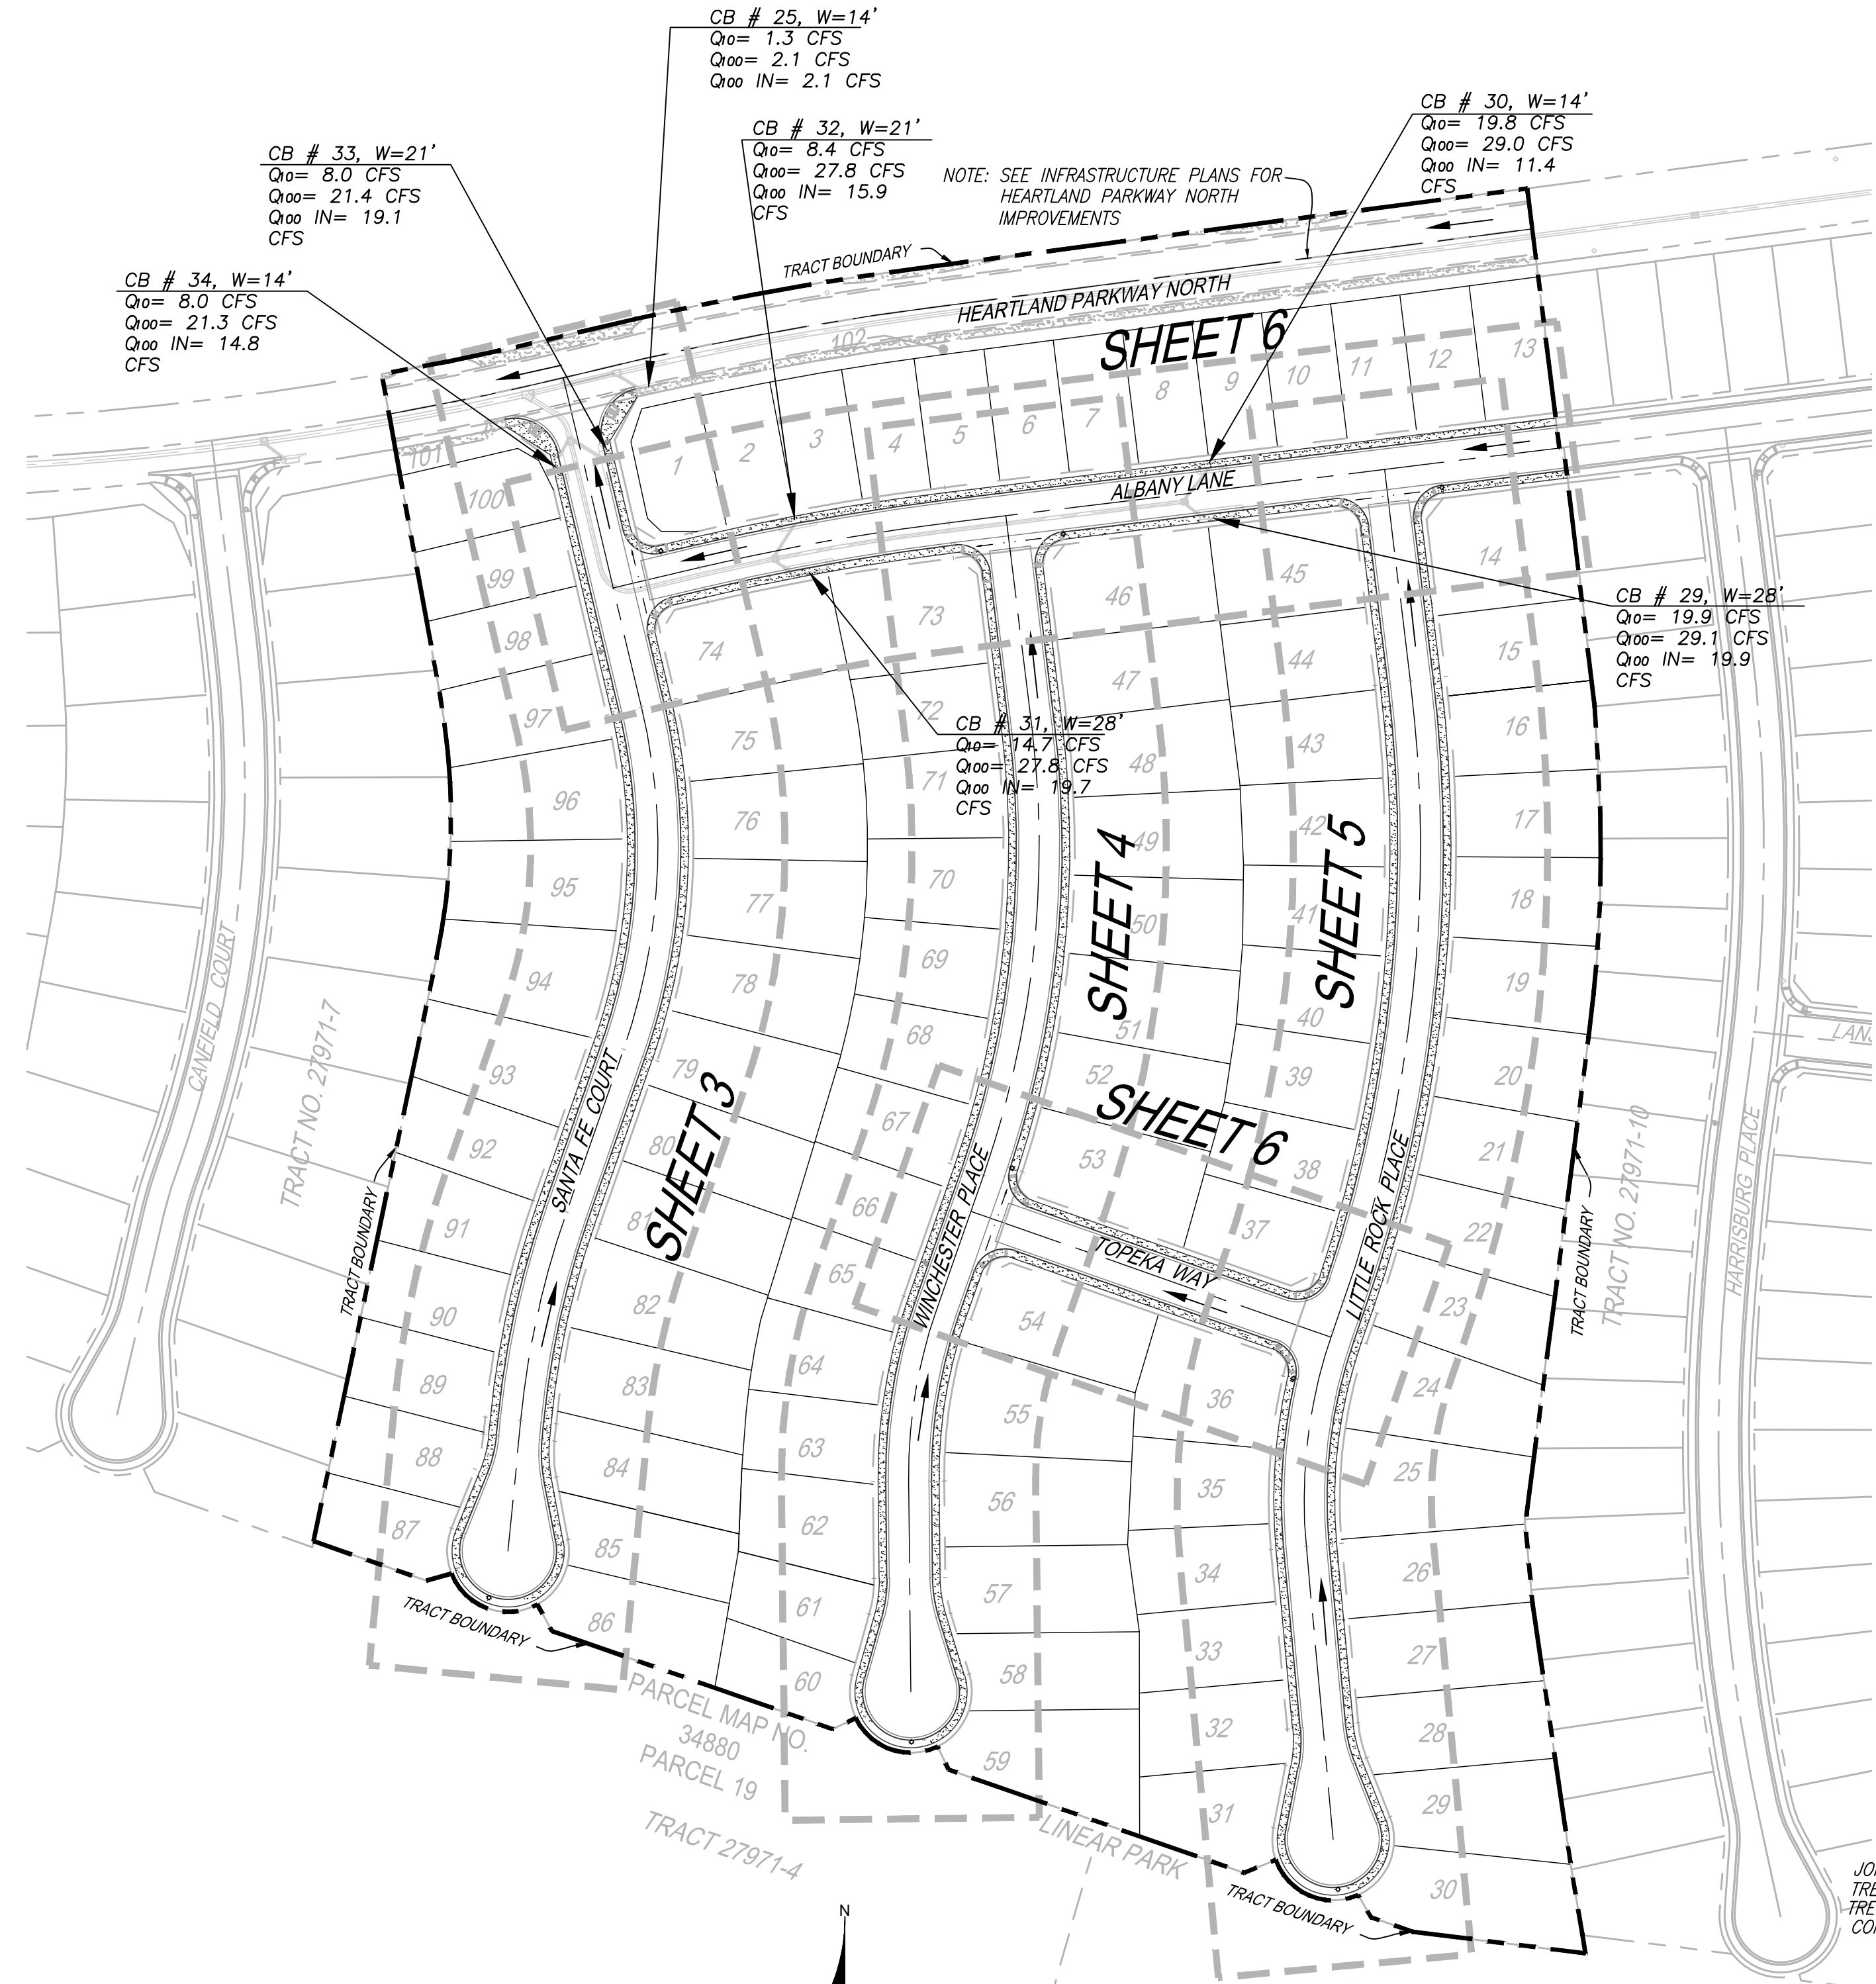 CB # 25, W=14'
Q10= 1.3 CFS
Q100= 2.1 CFS
Q100 IN= 2.1 CFS
CB # 32, W=21'
Q10= 8.4 CFS
Q100= 27.8 CFS
Q100 IN= 15.9
CFS
CB # 30, W=14'
Q10= 19.8 CFS
Q100= 29.0 CFS
Q100 IN= 11.4
CFS
CB # 33, W=21'
Q10= 8.0 CFS
Q100= 21.4 CFS
Q100 IN= 19.1
CFS
NOTE: SEE INFRASTRUCTURE PLANS FOR
HEARTLAND PARKWAY NORTH
IMPROVEMENTS
CB # 34, W=14'
Q10= 8.0 CFS
Q100= 21.3 CFS
Q100 IN= 14.8
CFS
TRACT BOUNDARY
HEARTLAND PARKWAY NORTH
SHEET 6
102
101
100
1
2
3
4
5
6
7
8
9
10
11
12
13
ALBANY LANE
14
CB # 29, W=28'
Q10= 19.9 CFS
Q100= 29.1 CFS
Q100 IN= 19.9
CFS
CB # 31, W=28'
Q10= 14.7 CFS
Q100= 27.8 CFS
Q100 IN= 19.7
CFS
99
98
97
96
95
94
93
92
91
90
89
88
87
74
75
76
77
78
79
80
81
82
83
84
85
86
73
72
71
70
69
68
67
66
65
64
63
62
61
60
46
47
48
49
50
51
52
53
54
55
56
57
58
59
45
44
43
42
41
40
39
38
37
36
35
34
33
32
31
15
16
17
18
19
20
21
22
23
24
25
26
27
28
29
30
SHEET 3
SHEET 4
SHEET 5
SHEET 6
CANFIELD COURT
TRACT NO. 27971-7
TRACT BOUNDARY
SANTA FE COURT
WINCHESTER PLACE
TOPEKA WAY
LITTLE ROCK PLACE
TRACT BOUNDARY
TRACT NO. 27971-10
HARRISBURG PLACE
TRACT BOUNDARY
PARCEL MAP NO.
34880
PARCEL 19
TRACT 27971-4
LINEAR PARK
TRACT BOUNDARY
N